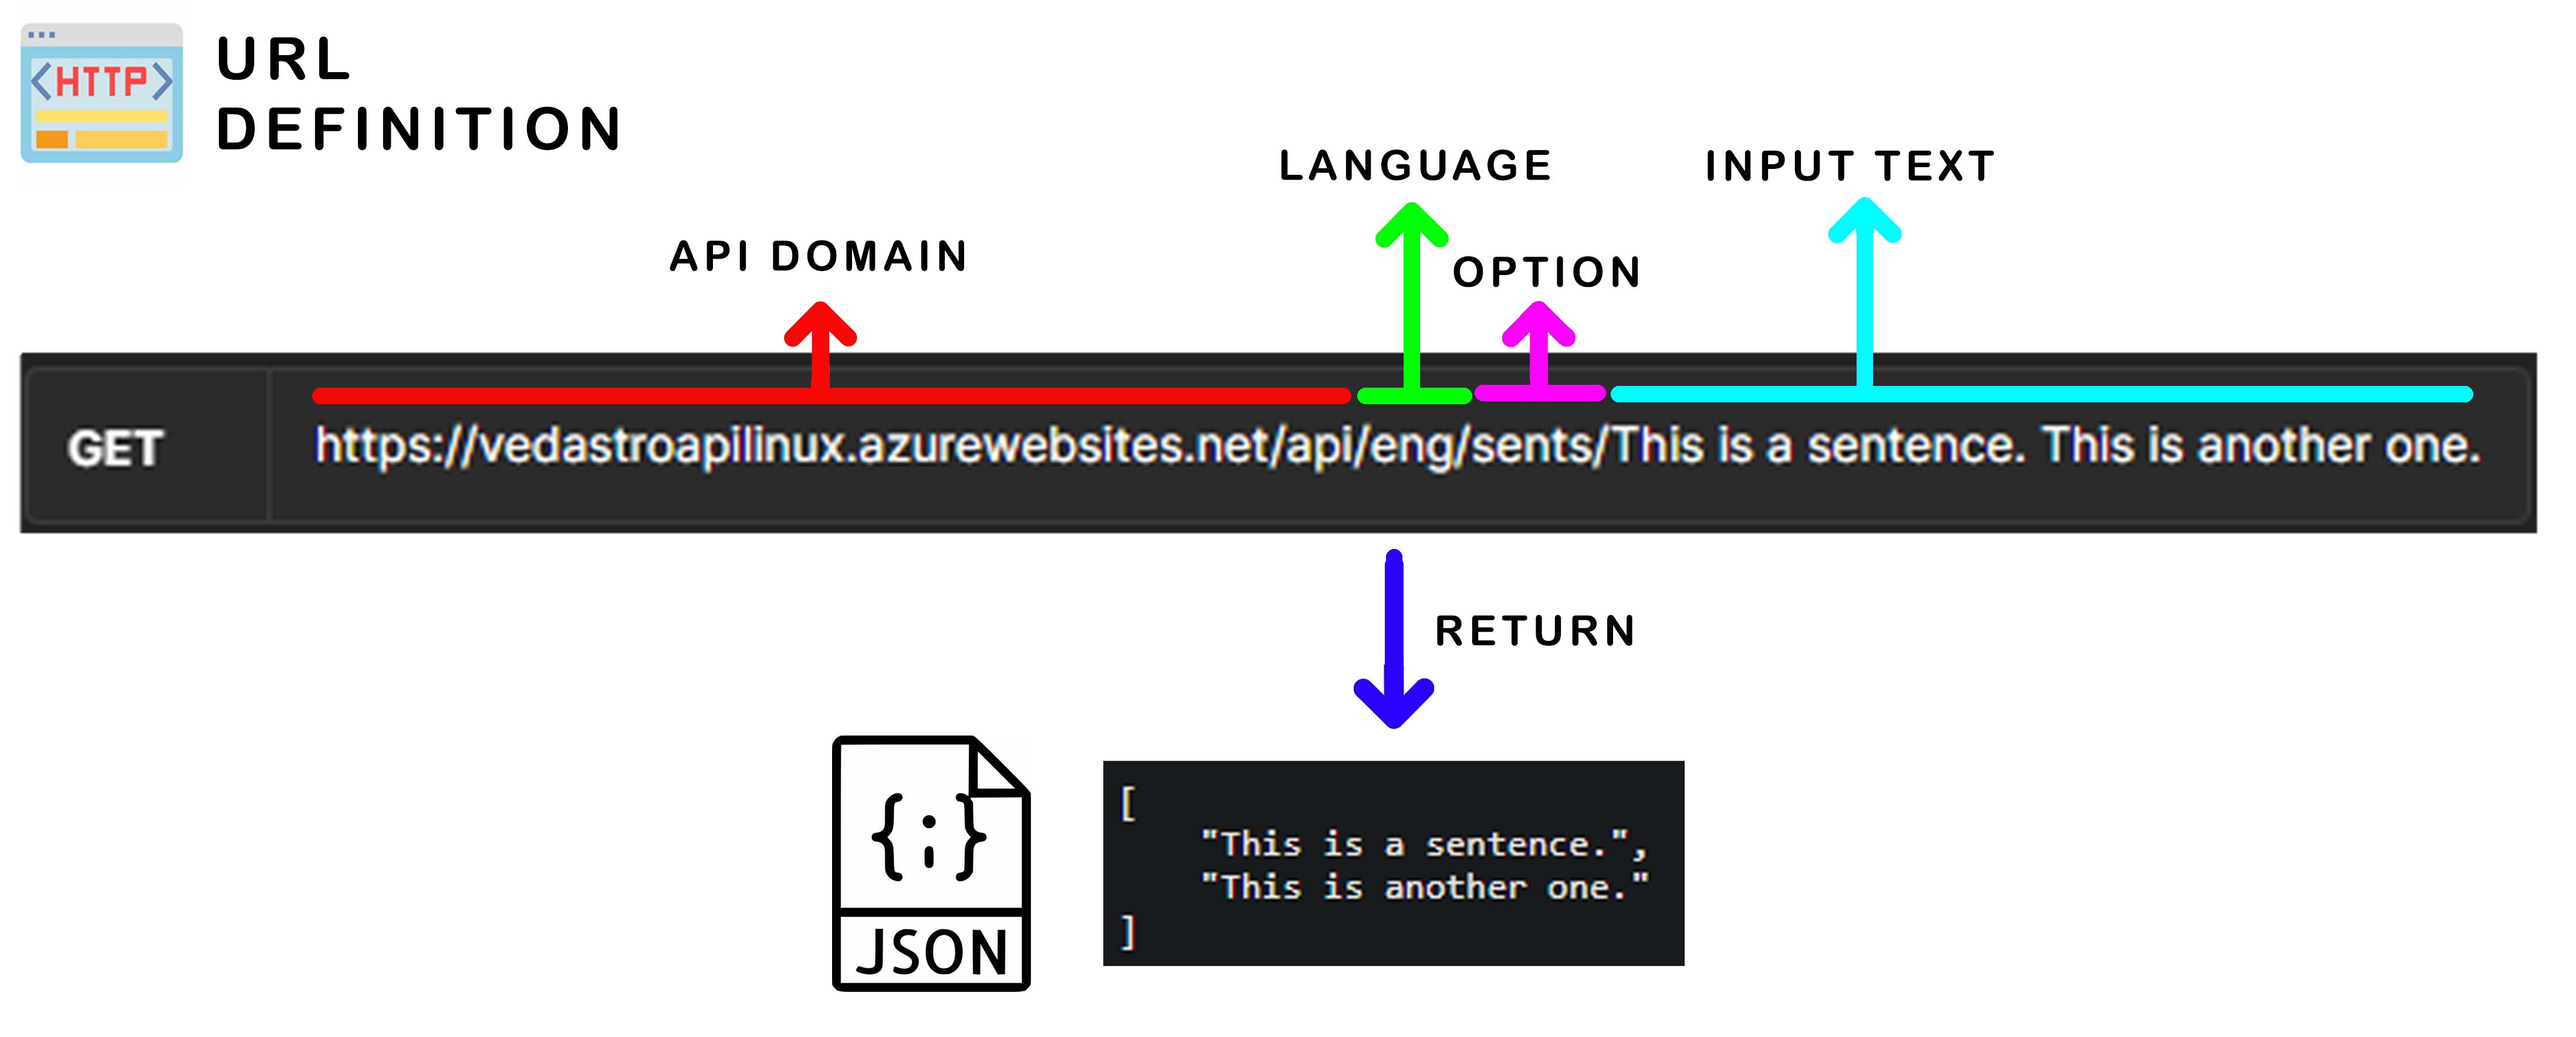 <HTTP>
URL
DEFINITION
LANGUAGE
INPUT TEXT
API DOMAIN
OPTION
GET
https://vedastroapilinux.azurewebsites.net/api/eng/sents/This is a sentence. This is another one.
RETURN
{;}
JSON
[
"This is a sentence.",
"This is another one."
]